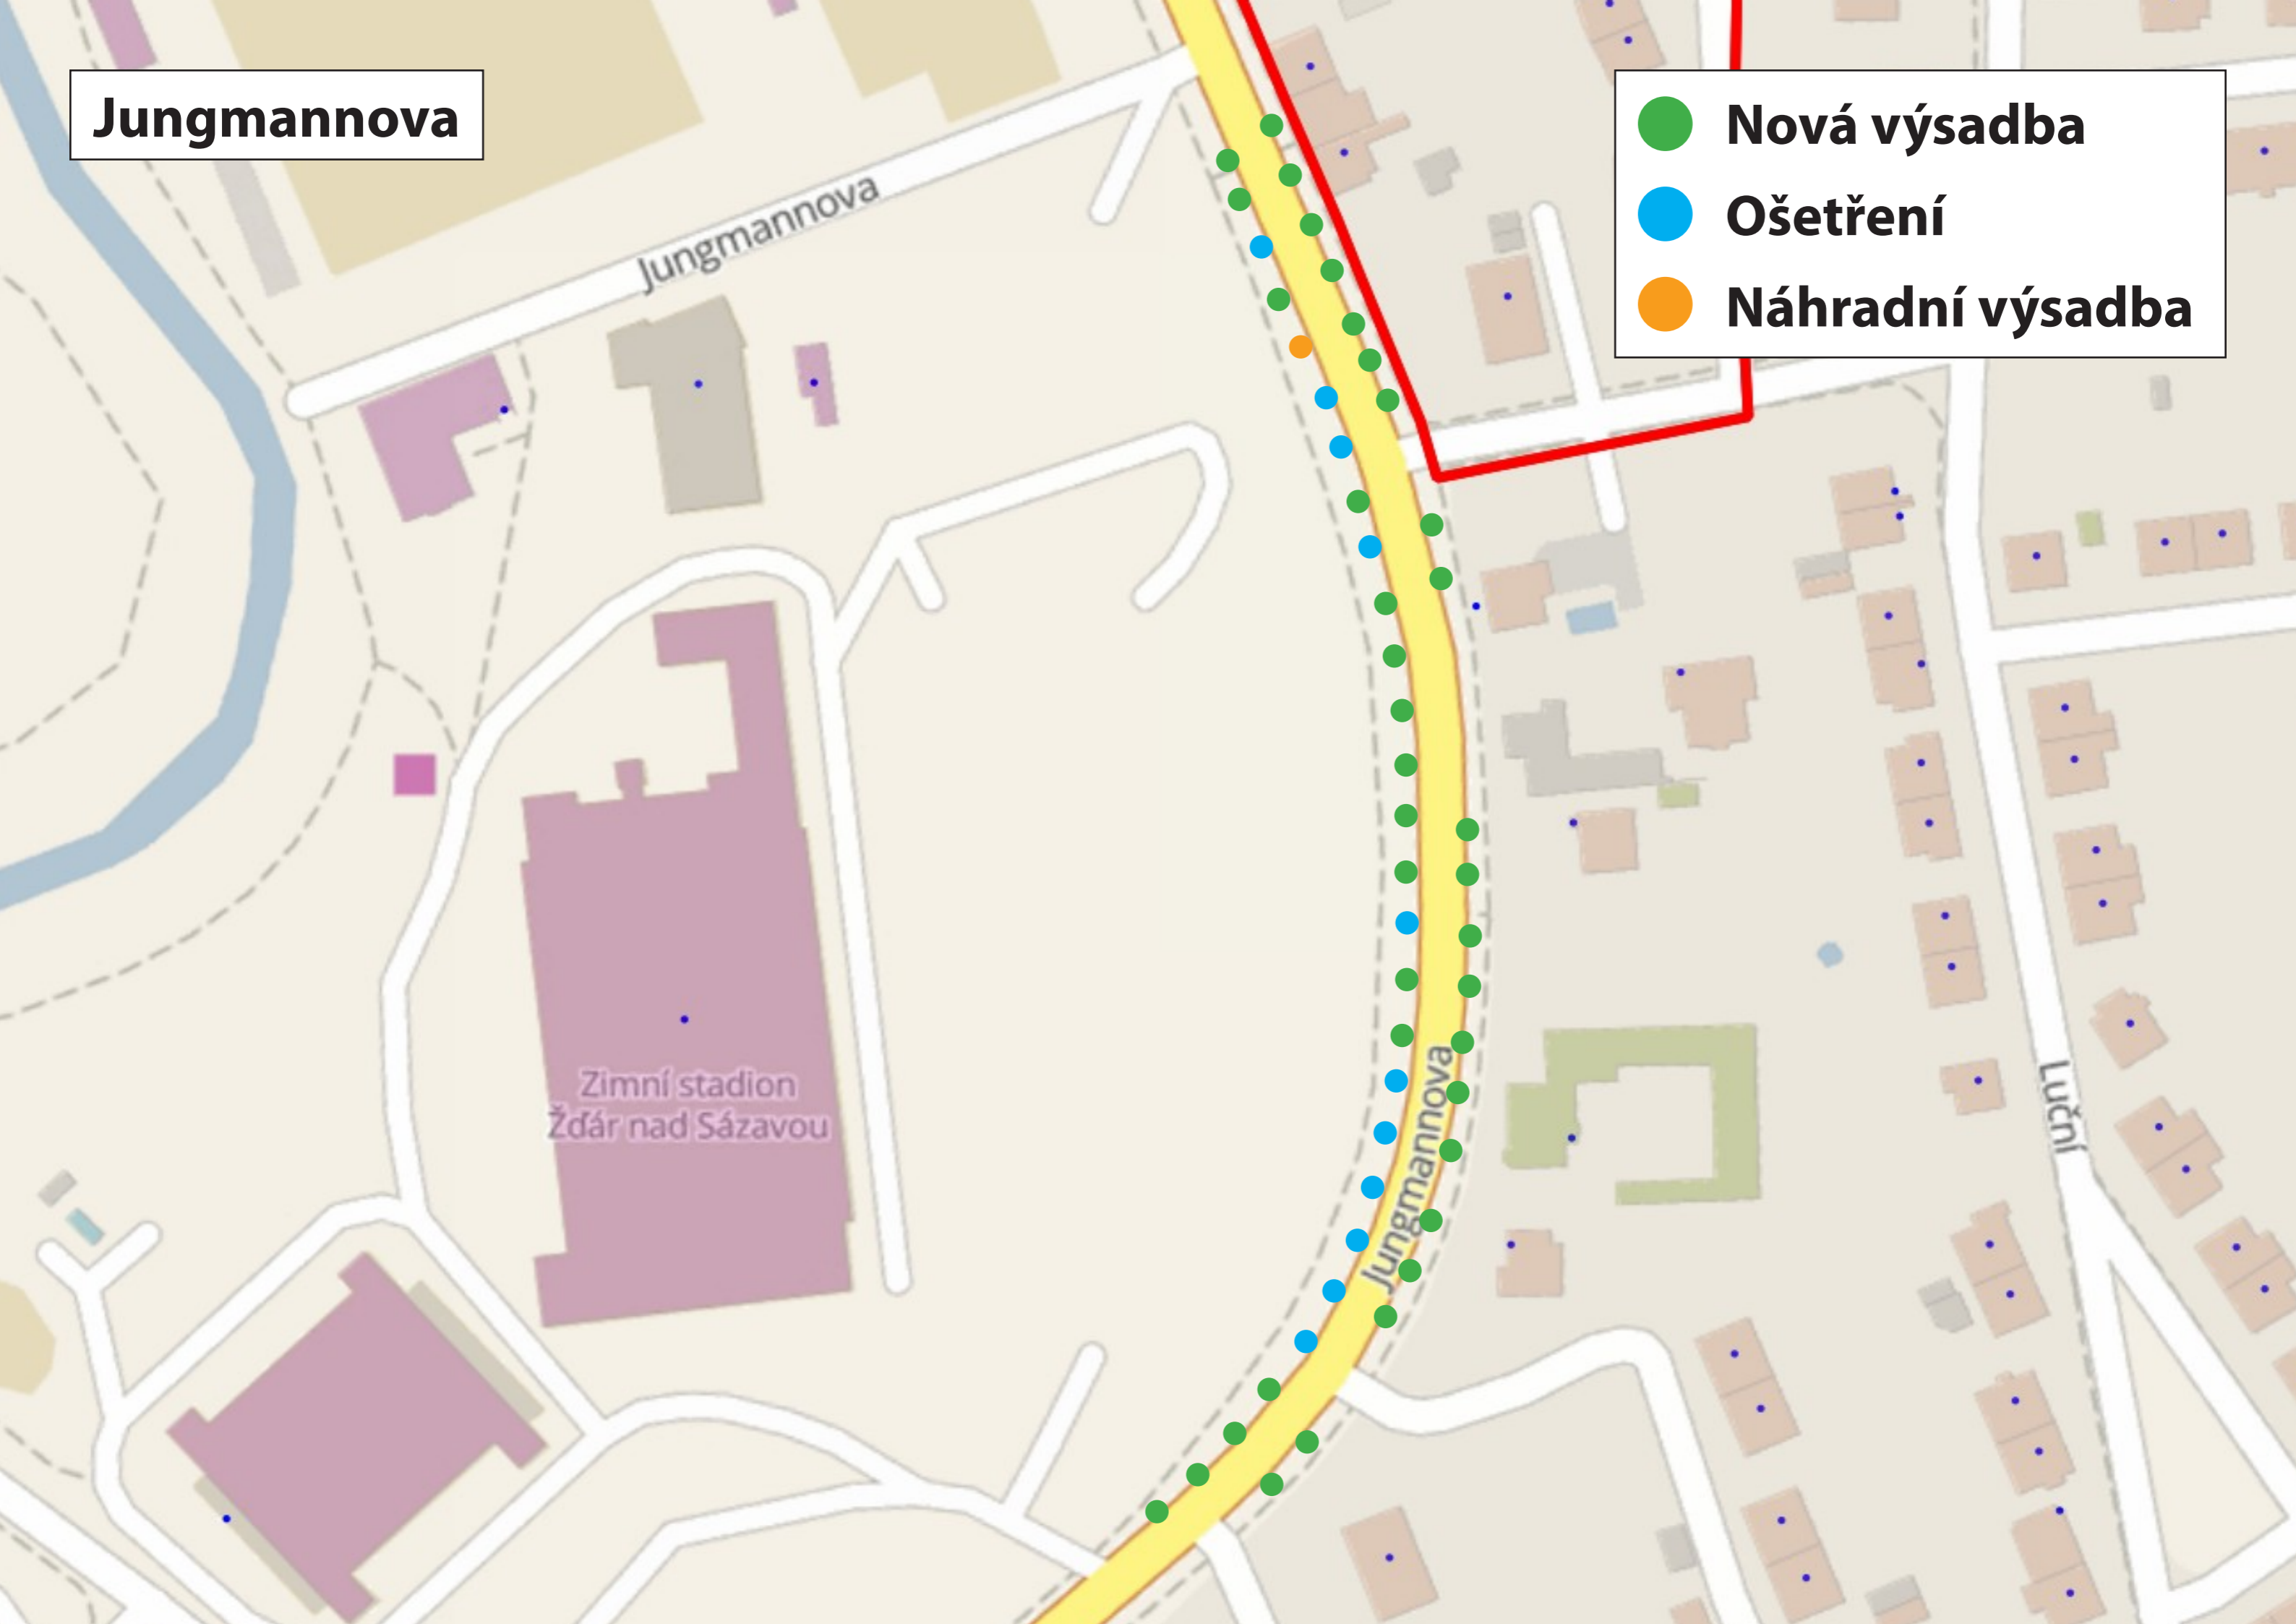 Jungmannova
Nová výsadba
Ošetření
Náhradní výsadba
Jungmannova
Zimní stadion
Žďár nad Sázavou
Jungmannova
Luční